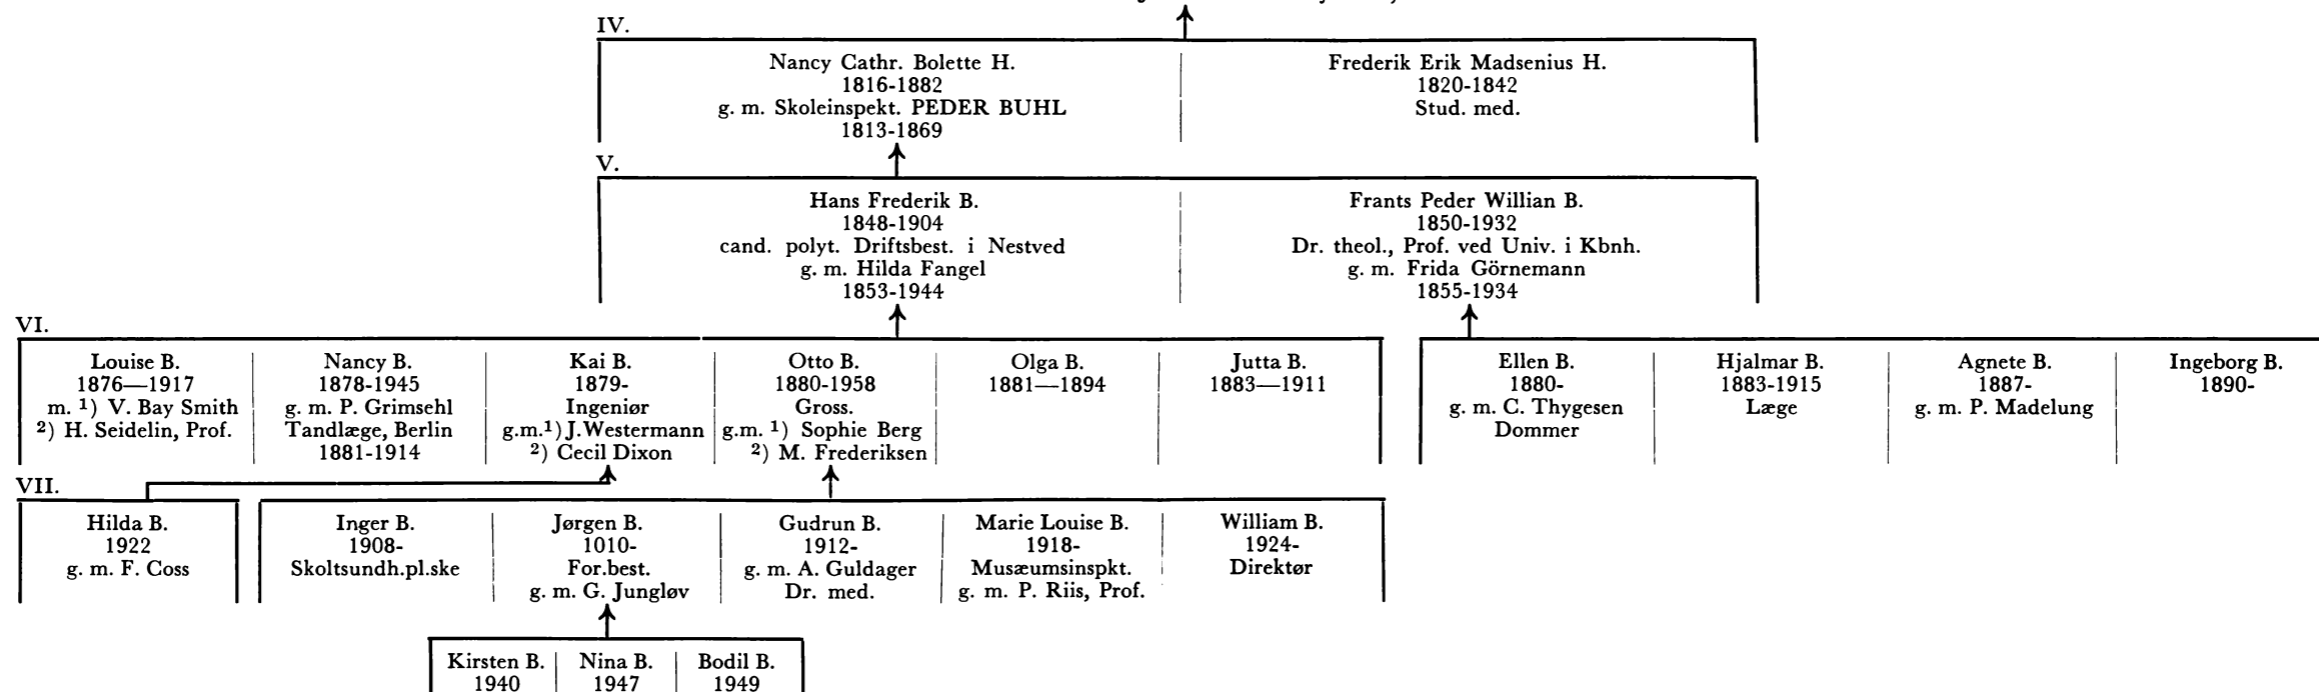 IV.
Nancy Cathr. Bolette H.
1816-1882
g. m. Skoleinspekt. PEDER BUHL
1813-1869
Frederik Erik Madsenius H.
1820-1842
Stud. med.
V.
Hans Frederik B.
1848-1904
cand. polyt. Driftsbest. i Nestved
g. m. Hilda Fangel
1853-1944
Frants Peder Willian B.
1850-1932
Dr. theol., Prof. ved Univ. i Kbnh.
g. m. Frida Görnemann
1855-1934
VI.
Louise B.
1876—1917
m. ¹) V. Bay Smith
²) H. Seidelin, Prof.
Nancy B.
1878-1945
g. m. P. Grimsehl
Tandlæge, Berlin
1881-1914
Kai B.
1879-
Ingeniør
g.m.¹) J.Westermann
²) Cecil Dixon
Otto B.
1880-1958
Gross.
g.m. ¹) Sophie Berg
²) M. Frederiksen
Olga B.
1881—1894
Jutta B.
1883—1911
Ellen B.
1880-
g. m. C. Thygesen
Dommer
Hjalmar B.
1883-1915
Læge
Agnete B.
1887-
g. m. P. Madelung
Ingeborg B.
1890-
VII.
Hilda B.
1922
g. m. F. Coss
Inger B.
1908-
Skoltsundh.pl.ske
Jørgen B.
1010-
For.best.
g. m. G. Jungløv
Gudrun B.
1912-
g. m. A. Guldager
Dr. med.
Marie Louise B.
1918-
Musæumsinspkt.
g. m. P. Riis, Prof.
William B.
1924-
Direktør
Kirsten B.
1940
Nina B.
1947
Bodil B.
1949